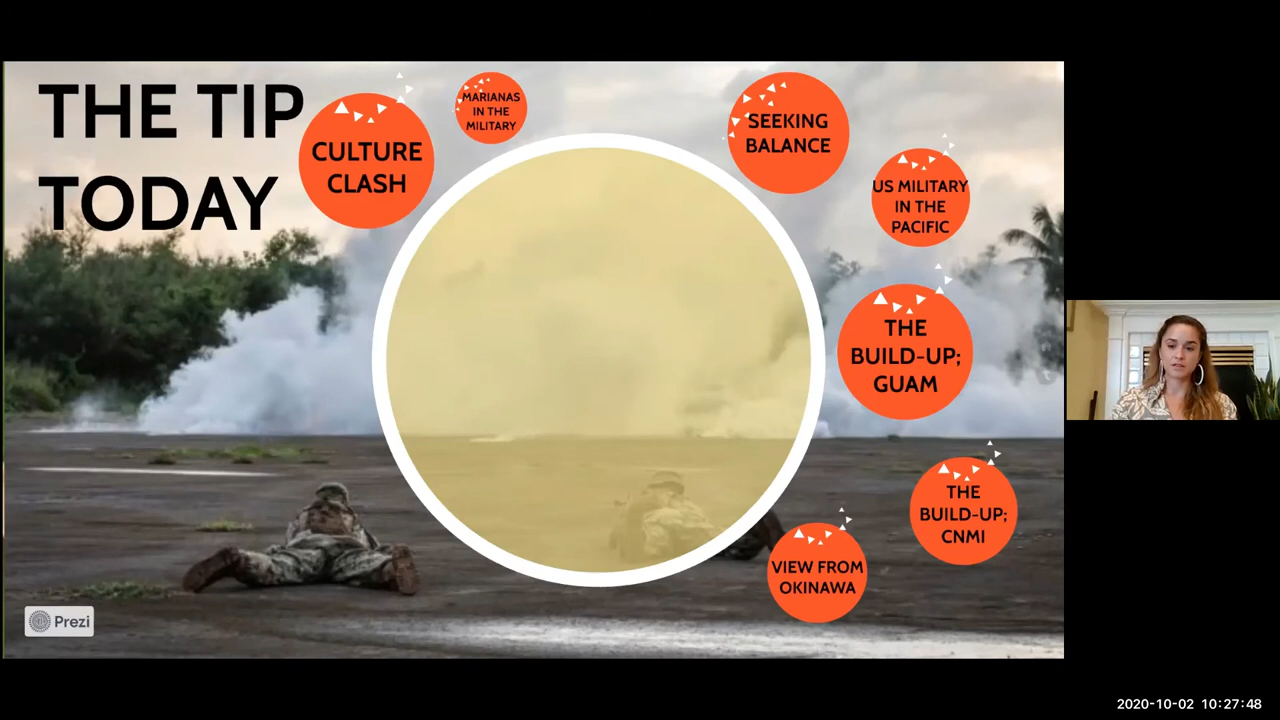 THE TIP
TODAY
CULTURE
CLASH
MARIANAS
IN THE
MILITARY
SEEKING
BALANCE
US MILITARY
IN THE
PACIFIC
THE
BUILD-UP;
GUAM
THE
BUILD-UP;
CNMI
VIEW FROM
OKINAWA
Prezi
2020-10-02 10:27:48